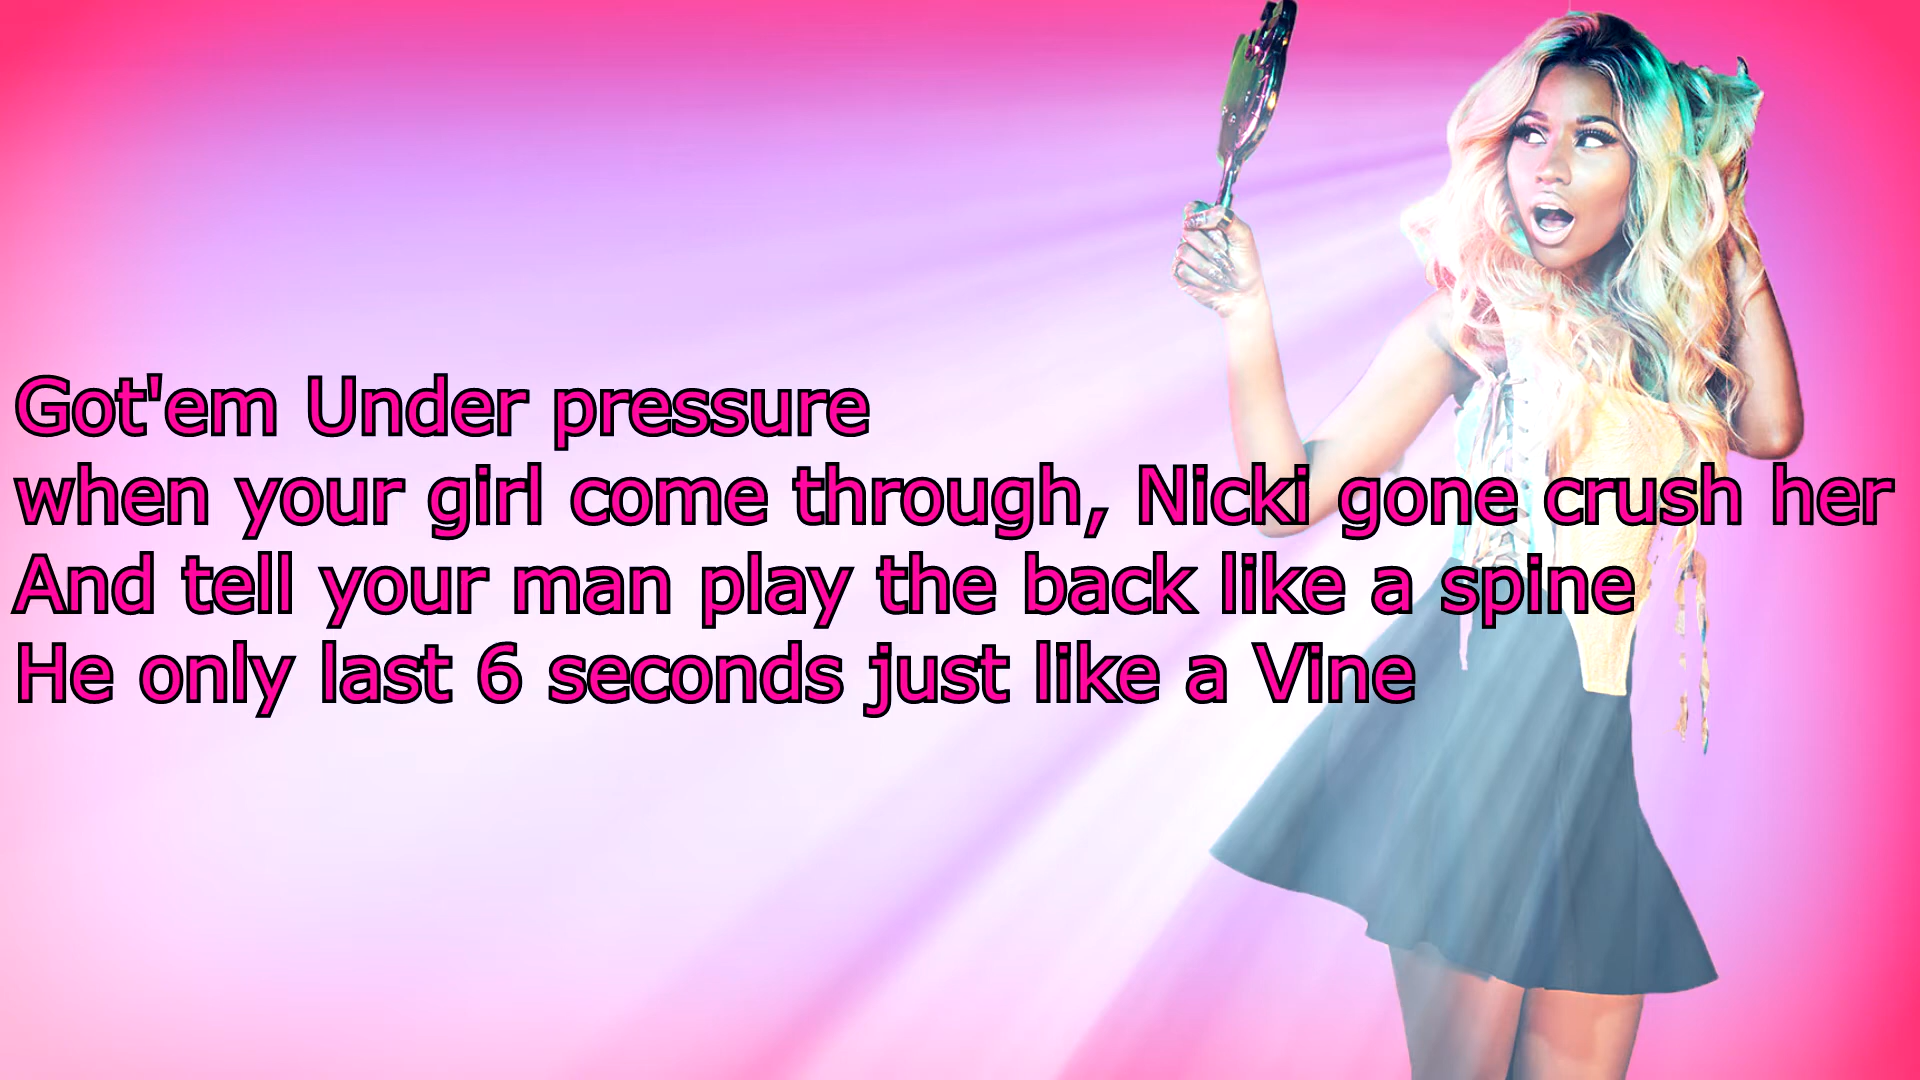 Got'em Under pressure
when your girl come through, Nicki gone crush her
And tell your man play the back like a spine
He only last 6 seconds just like a Vine